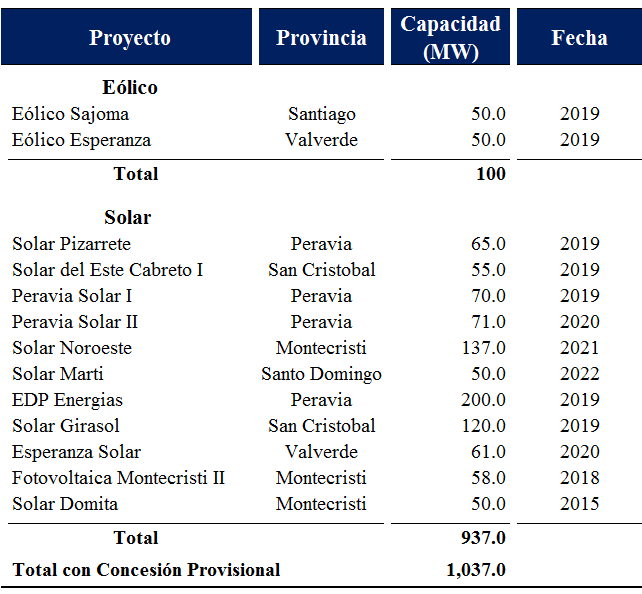 Proyecto Provincia Capacidad (MW) Fecha
Eólico
Eólico Sajoma Santiago 50.0 2019
Eólico Esperanza Valverde 50.0 2019
Total 100
Solar
Solar Pizarrete Peravia 65.0 2019
Solar del Este Cabreto I San Cristobal 55.0 2019
Peravia Solar I Peravia 70.0 2019
Peravia Solar II Peravia 71.0 2020
Solar Noroeste Montecristi 137.0 2021
Solar Marti Santo Domingo 50.0 2022
EDP Energias Peravia 200.0 2019
Solar Girasol San Cristobal 120.0 2019
Esperanza Solar Valverde 61.0 2020
Fotovoltaica Montecristi II Montecristi 58.0 2018
Solar Domita Montecristi 50.0 2015
Total 937.0
Total con Concesión Provisional 1,037.0